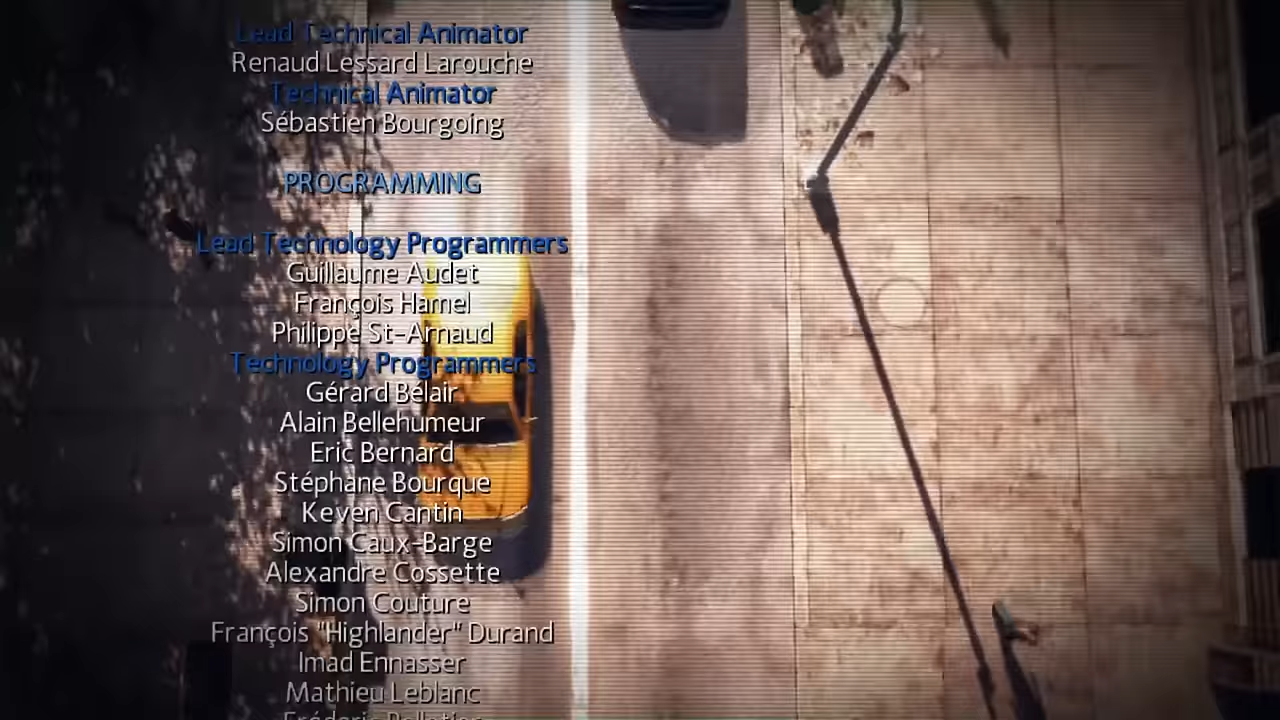 Lead Technical Animator
Renaud Lessard Larouche
Technical Animator
Sébastien Bourgoing
PROGRAMMING
Lead Technology Programmers
Guillaume Audet
François Hamel
Philippe St-Arnaud
Technology Programmers
Gérard Bélair
Alain Bellehumeur
Eric Bernard
Stéphane Bourque
Keven Cantin
Simon Caux-Barge
Alexandre Cossette
Simon Couture
François "Highlander" Durand
Imad Ennasser
Mathieu Leblanc
Frédéric Pelletier